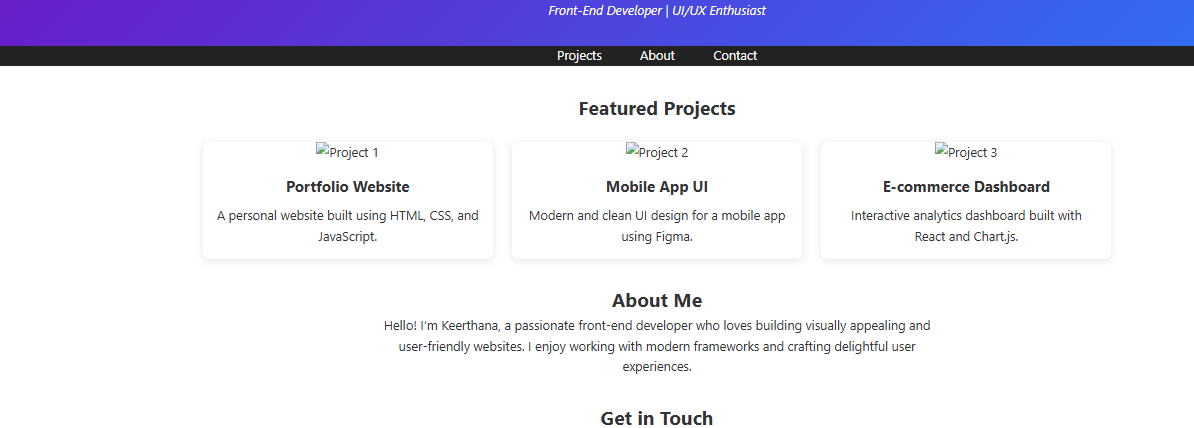 Front-End Developer | UI/UX Enthusiast
Projects About Contact
Featured Projects
Project 1
Portfolio Website
A personal website built using HTML, CSS, and
JavaScript.
Project 2
Mobile App UI
Modern and clean UI design for a mobile app
using Figma.
Project 3
E-commerce Dashboard
Interactive analytics dashboard built with
React and Chart.js.
About Me
Hello! I'm Keerthana, a passionate front-end developer who loves building visually appealing and
user-friendly websites. I enjoy working with modern frameworks and crafting delightful user
experiences.
Get in Touch